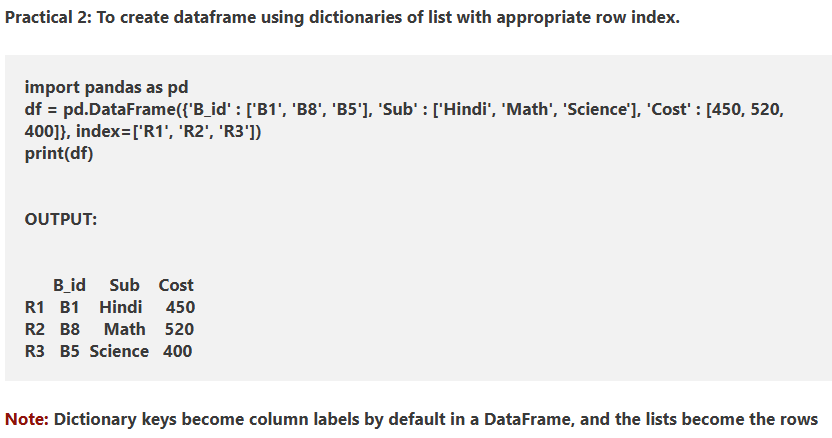 Practical 2: To create dataframe using dictionaries of list with appropriate row index.
import pandas as pd
df = pd.DataFrame({'B_id' : ['B1', 'B8', 'B5'], 'Sub' : ['Hindi', 'Math', 'Science'], 'Cost' : [450, 520,
400]}, index=['R1', 'R2', 'R3'])
print(df)
OUTPUT:
B_id Sub Cost
R1 B1 Hindi 450
R2 B8 Math 520
R3 B5 Science 400
Note: Dictionary keys become column labels by default in a DataFrame, and the lists become the rows